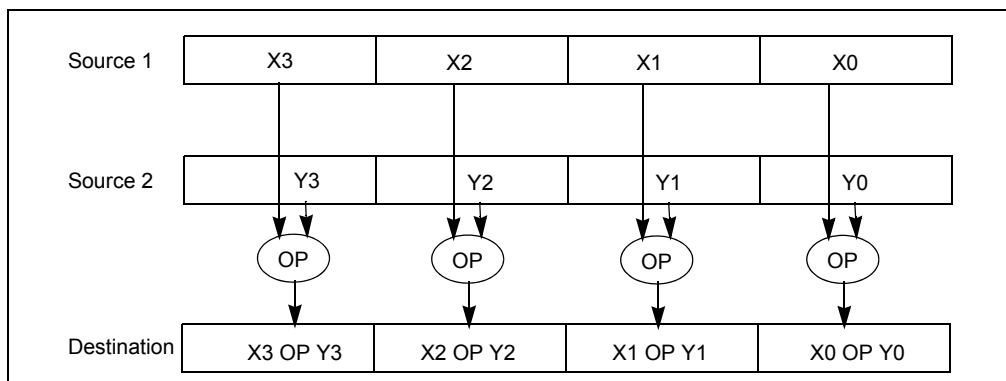 Source 1 X3 X2 X1 X0
Source 2 Y3 Y2 Y1 Y0
OP OP OP OP
Destination X3 OP Y3 X2 OP Y2 X1 OP Y1 X0 OP Y0